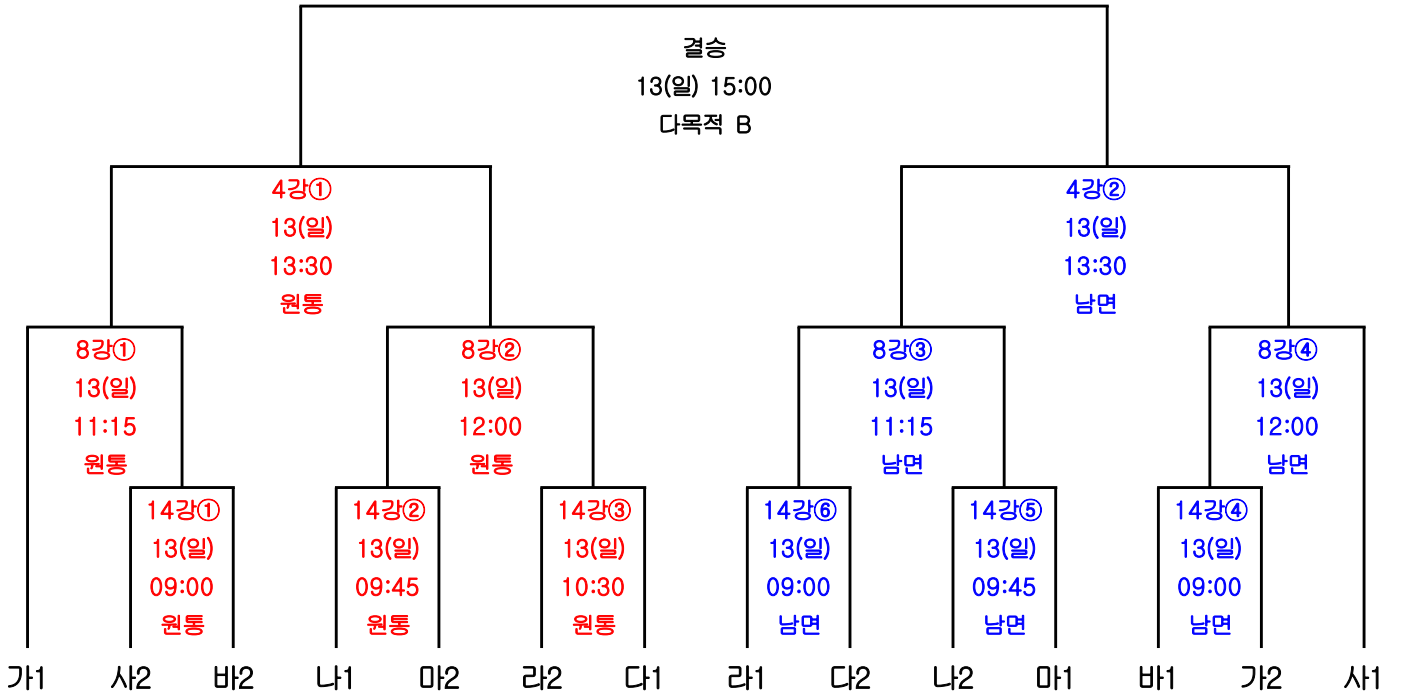 결승
13(일) 15:00
다목적 B
4강①
13(일)
13:30
원통
4강②
13(일)
13:30
남면
8강①
13(일)
11:15
원통
8강②
13(일)
12:00
원통
8강③
13(일)
11:15
남면
8강④
13(일)
12:00
남면
14강①
13(일)
09:00
원통
14강②
13(일)
09:45
원통
14강③
13(일)
10:30
원통
14강⑥
13(일)
09:00
남면
14강⑤
13(일)
09:45
남면
14강④
13(일)
09:00
남면
가1 사2 바2 나1 마2 라2 다1 라1 다2 나2 마1 바1 가2 사1